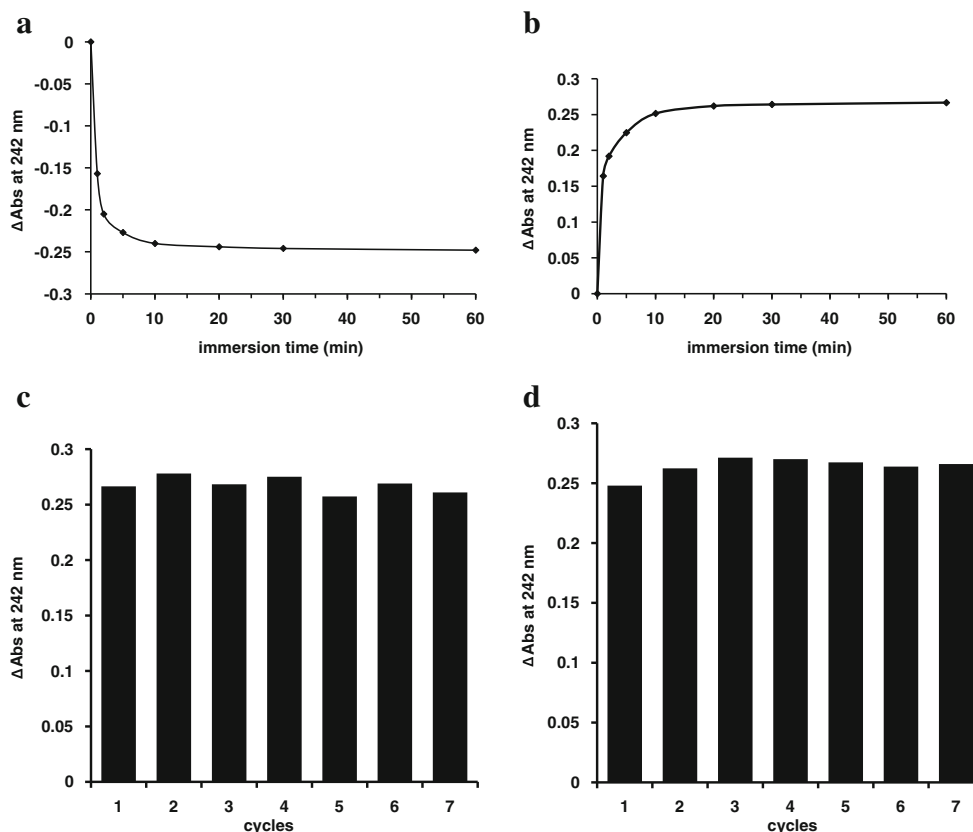 a
0
-0.05
-0.1
-0.15
-0.2
-0.25
-0.3
ΔAbs at 242 nm
0 10 20 30 40 50 60
immersion time (min)
b
0.3
0.25
0.2
0.15
0.1
0.05
0
Δ Abs at 242 nm
0 10 20 30 40 50 60
immersion time (min)
c
0.3
0.25
0.2
0.15
0.1
0.05
0
ΔAbs at 242 nm
1 2 3 4 5 6 7
cycles
d
0.3
0.25
0.2
0.15
0.1
0.05
0
Δ Abs at 242 nm
1 2 3 4 5 6 7
cycles